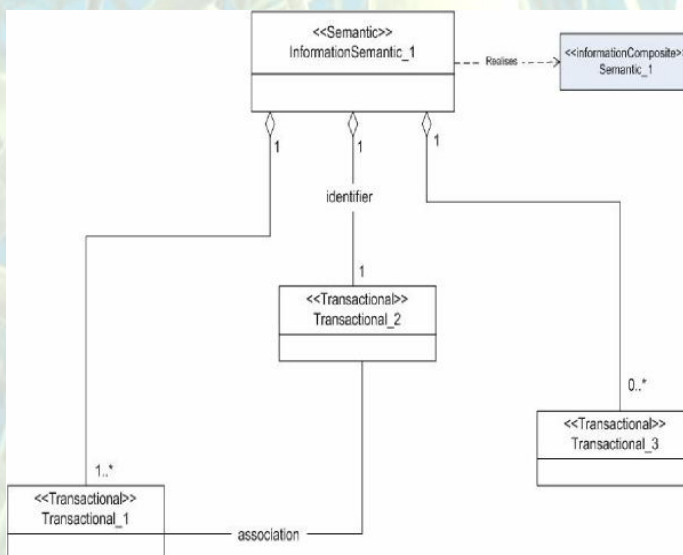 <<Semantic>>
InformationSemantic_1
Realises
<<informationComposite>>
Semantic_1
1
1
1
identifier
1
<<Transactional>>
Transactional_2
0..*
<<Transactional>>
Transactional_3
1..*
<<Transactional>>
Transactional_1
association